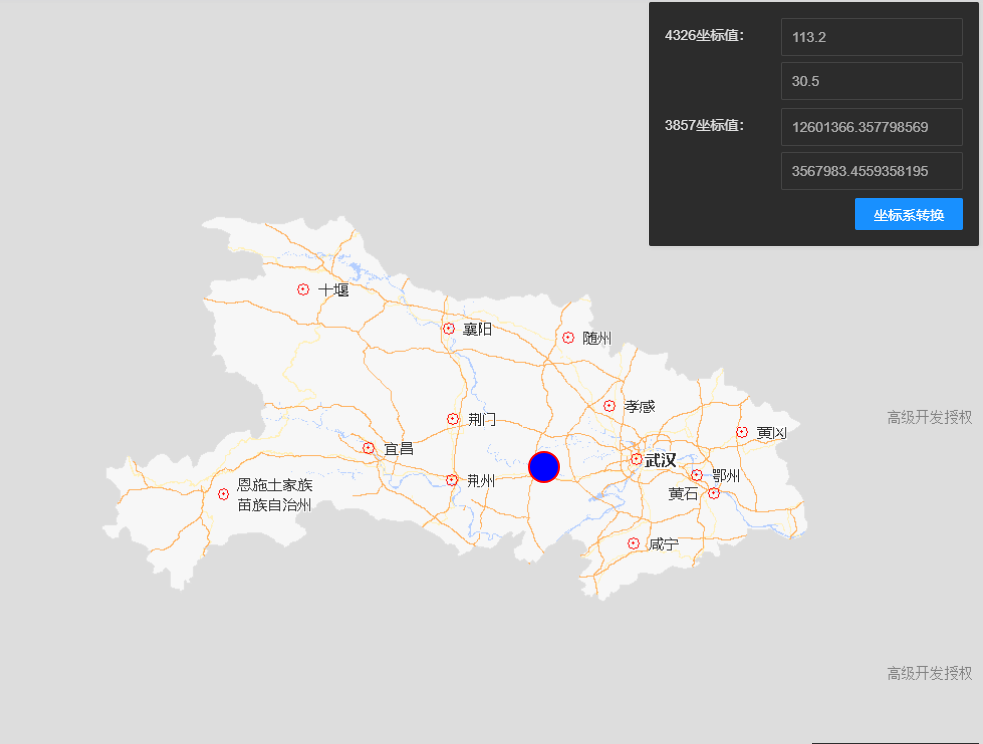 4326坐标值：
113.2
30.5
3857坐标值：
12601366.357798569
3567983.4559358195
坐标系转换
十堰
襄阳
随州
孝感
荆门
高级开发授权
黄冈
宜昌
武汉
鄂州
荆州
恩施土家族
苗族自治州
黄石
咸宁
高级开发授权